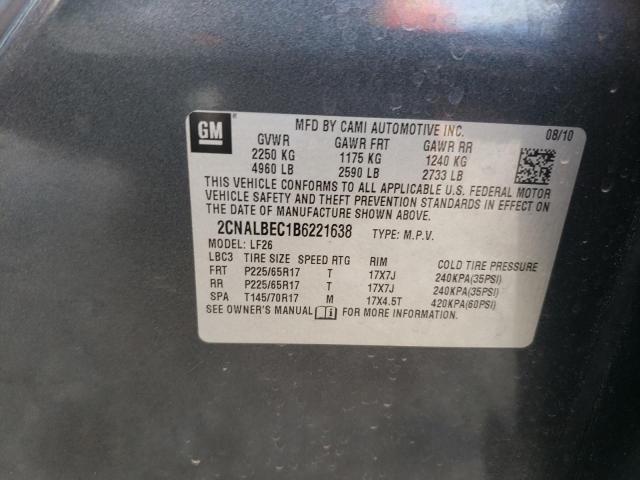 GM
MFD BY CAMI AUTOMOTIVE INC. 08/10
GVWR GAWR FRT GAWR RR
2250 KG 1175 KG 1240 KG
4960 LB 2590 LB 2733 LB
THIS VEHICLE CONFORMS TO ALL APPLICABLE U.S. FEDERAL MOTOR
VEHICLE SAFETY AND THEFT PREVENTION STANDARDS IN EFFECT ON
THE DATE OF MANUFACTURE SHOWN ABOVE.
2CNALBEC1B6221638 TYPE: M.P.V.
MODEL: LF26
LBC3 TIRE SIZE SPEED RTG RIM COLD TIRE PRESSURE
FRT P225/65R17 T 17X7J 240KPA(35PSI)
RR P225/65R17 T 17X7J 240KPA(35PSI)
SPA T145/70R17 M 17X4.5T 420KPA(60PSI)
SEE OWNER'S MANUAL FOR MORE INFORMATION.